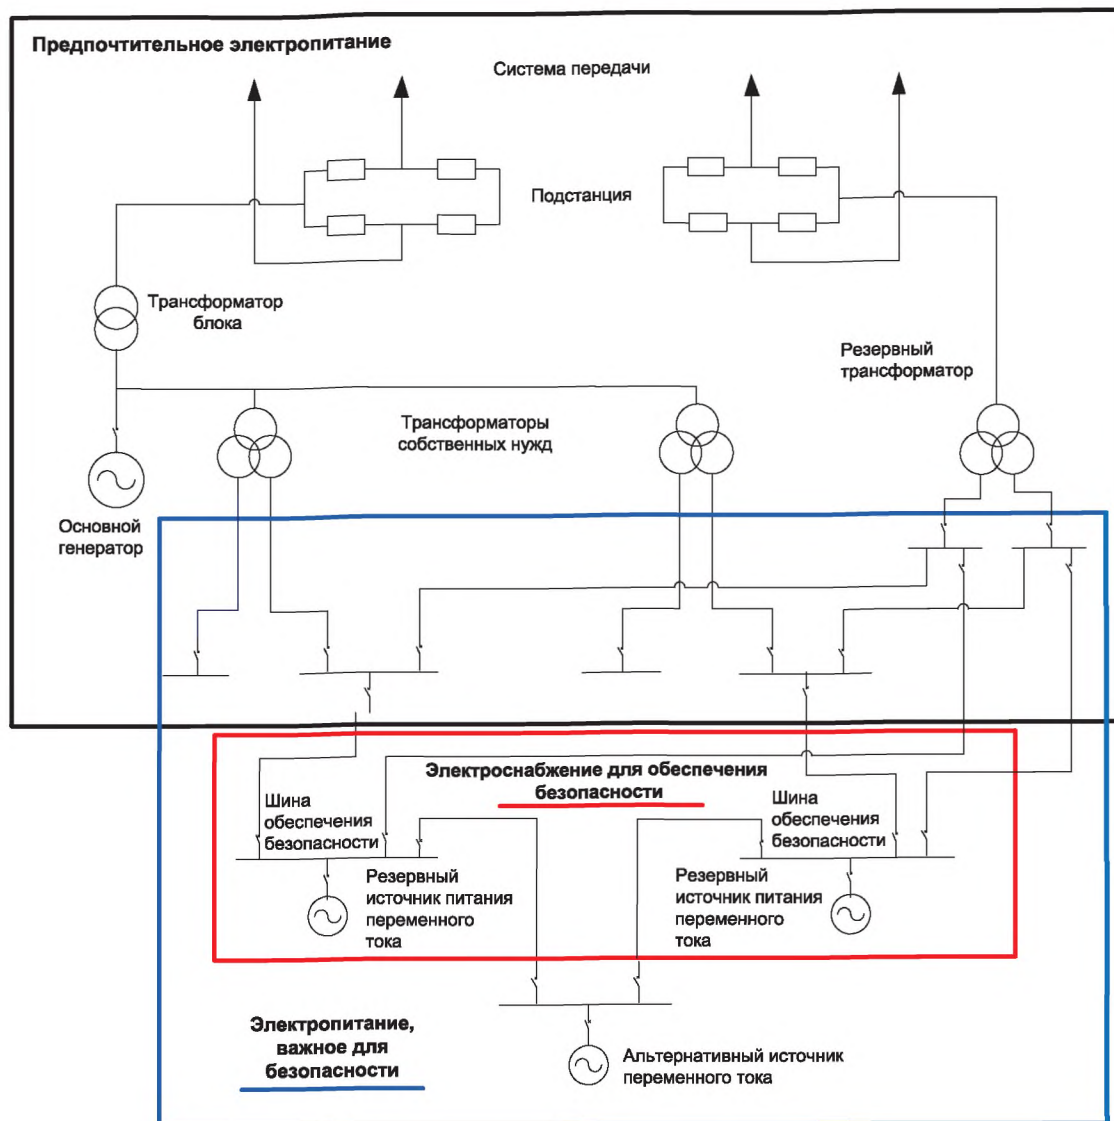 Предпочтительное электропитание
Система передачи
Подстанция
Трансформатор
блока
Резервный
трансформатор
Трансформаторы
собственных нужд
Основной
генератор
Электроснабжение для обеспечения
безопасности
Шина
обеспечения
безопасности
Шина
обеспечения
безопасности
Резервный
источник питания
переменного
тока
Резервный
источник питания
переменного
тока
Электропитание,
важное для
безопасности
Альтернативный источник
переменного тока